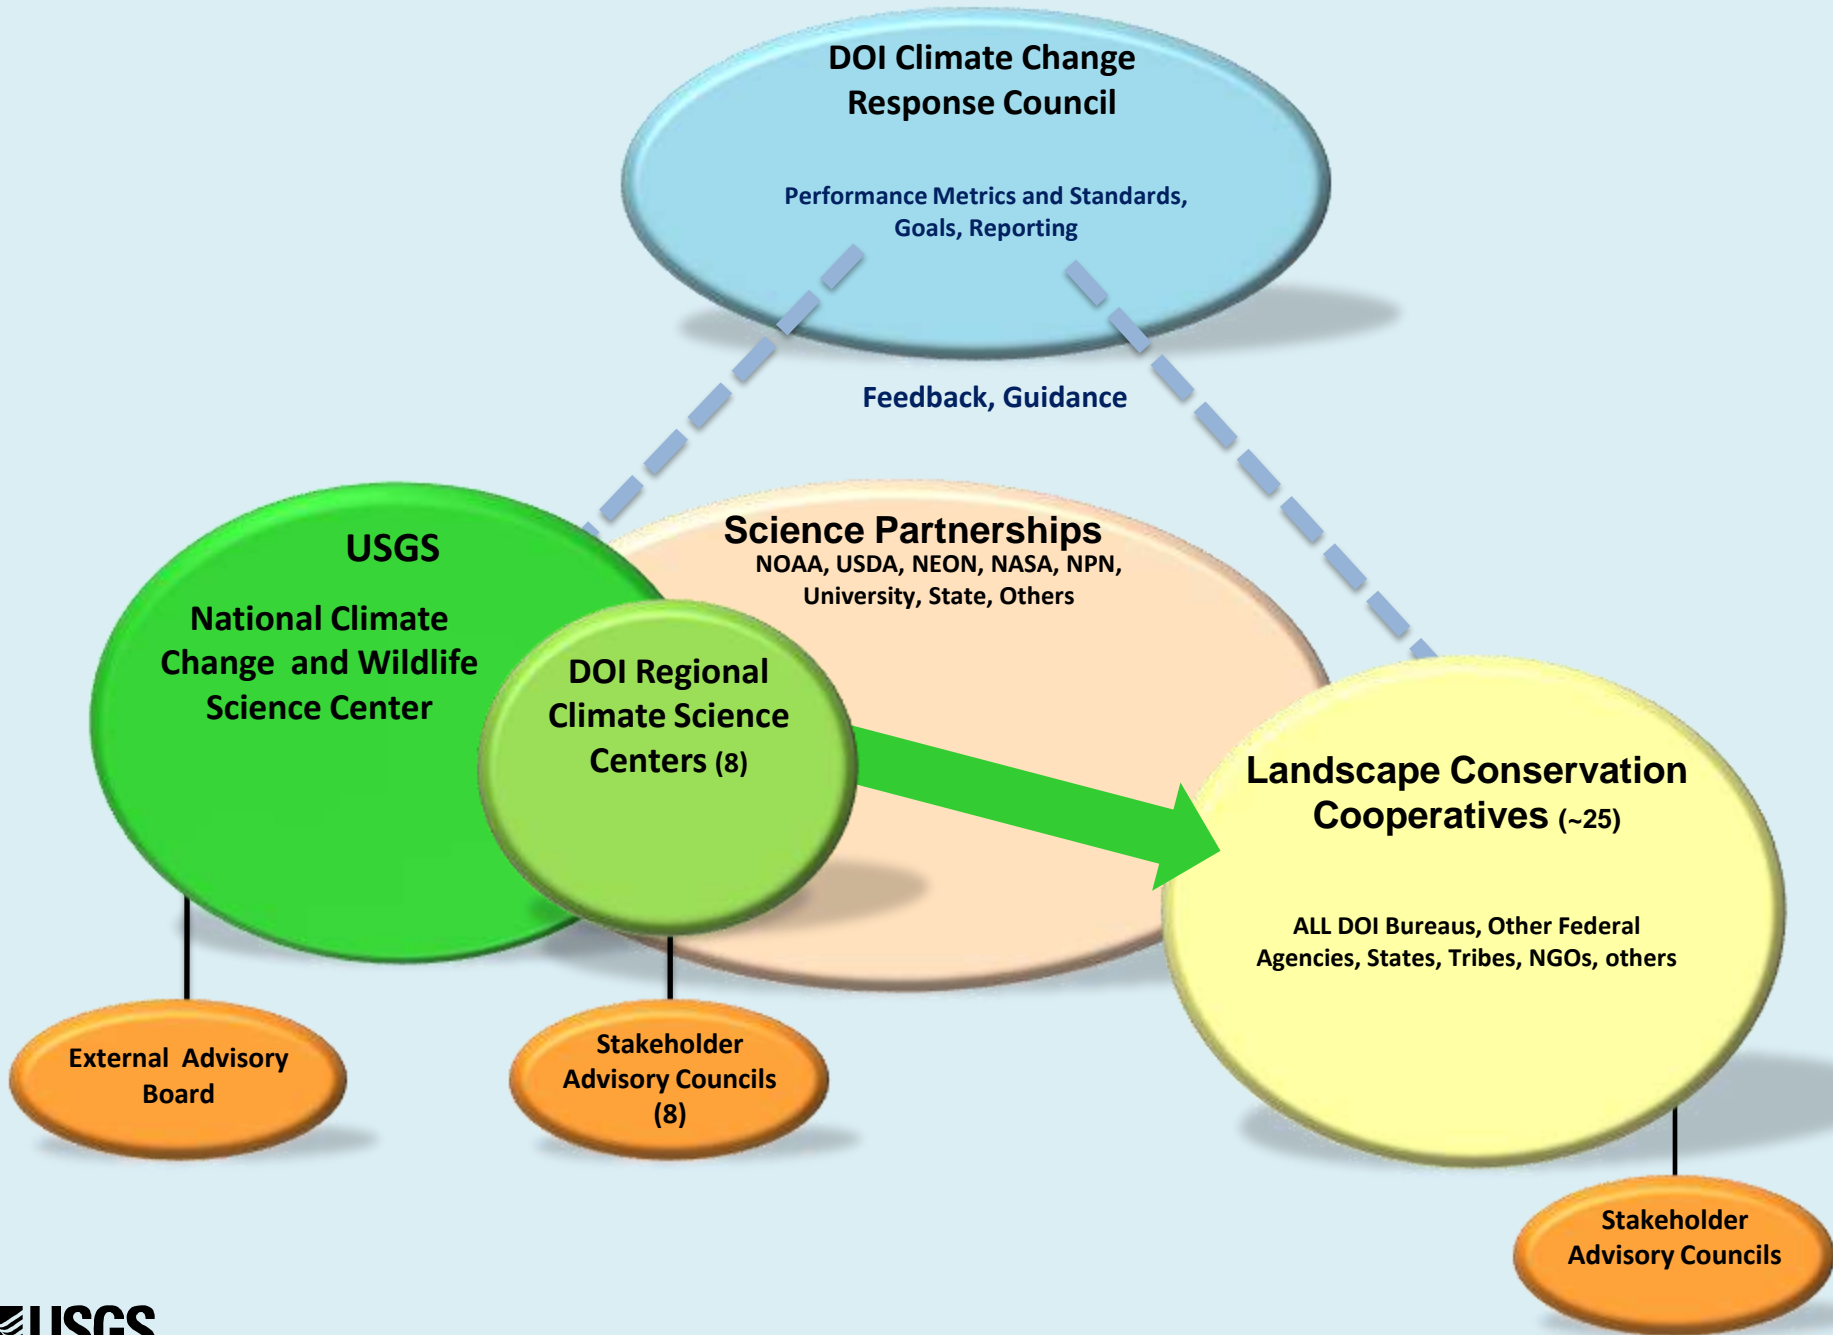 DOI Climate Change
Response Council
Performance Metrics and Standards,
Goals, Reporting
Feedback, Guidance
USGS
National Climate
Change and Wildlife
Science Center
Science Partnerships
NOAA, USDA, NEON, NASA, NPN,
University, State, Others
DOI Regional
Climate Science
Centers (8)
Landscape Conservation
Cooperatives (~25)
ALL DOI Bureaus, Other Federal
Agencies, States, Tribes, NGOs, others
External Advisory
Board
Stakeholder
Advisory Councils
(8)
Stakeholder
Advisory Councils
USGS